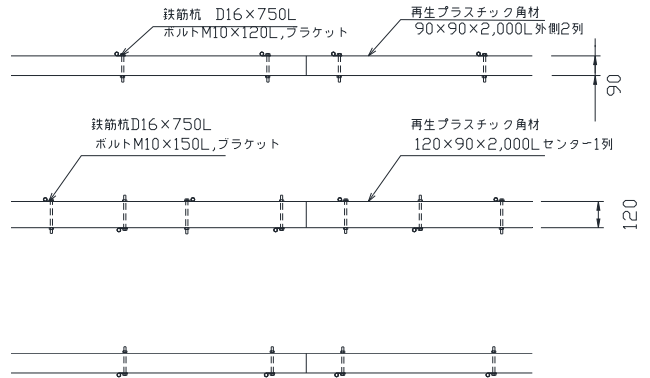 鉄筋杭 D16×750L
ボルトM10×120L,ブラケット
再生プラスチック角材
90×90×2,000L外側2列
90
鉄筋杭D16×750L
ボルトM10×150L,ブラケット
再生プラスチック角材
120×90×2,000Lセンター1列
120